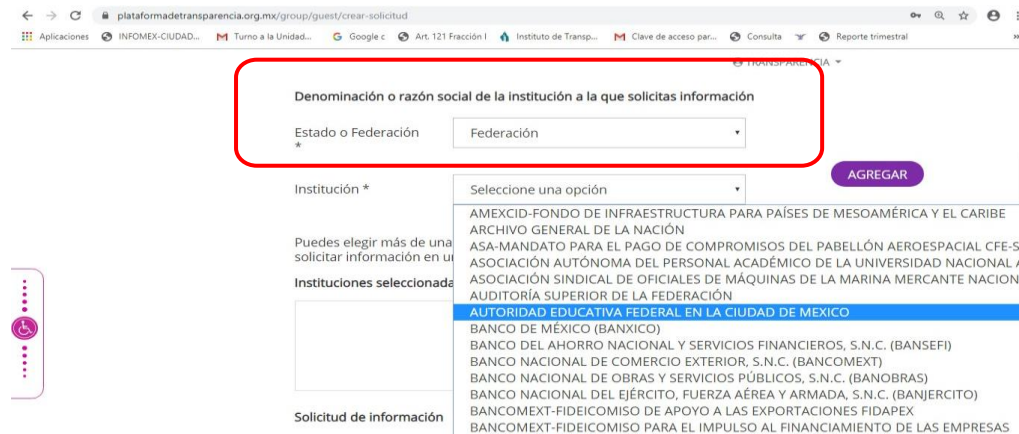 plataformadetransparencia.org.mx/group/guest/crear-solicitud
Aplicaciones INFOMEX-CIUDAD... Turno a la Unidad... Google c Art. 121 Fracción I Instituto de Transp... Clave de acceso par... Consulta Reporte trimestral »
TRANSPARENCIA
Denominación o razón social de la institución a la que solicitas información
Estado o Federación
*
Federación
Institución *
Seleccione una opción
AGREGAR
AMEXCID-FONDO DE INFRAESTRUCTURA PARA PAÍSES DE MESOAMÉRICA Y EL CARIBE
ARCHIVO GENERAL DE LA NACIÓN
ASA-MANDATO PARA EL PAGO DE COMPROMISOS DEL PABELLÓN AEROESPACIAL CFE-S
ASOCIACIÓN AUTÓNOMA DEL PERSONAL ACADÉMICO DE LA UNIVERSIDAD NACIONAL A
ASOCIACIÓN SINDICAL DE OFICIALES DE MÁQUINAS DE LA MARINA MERCANTE NACION
AUDITORÍA SUPERIOR DE LA FEDERACIÓN
AUTORIDAD EDUCATIVA FEDERAL EN LA CIUDAD DE MEXICO
BANCO DE MÉXICO (BANXICO)
BANCO DEL AHORRO NACIONAL Y SERVICIOS FINANCIEROS, S.N.C. (BANSEFI)
BANCO NACIONAL DE COMERCIO EXTERIOR, S.N.C. (BANCOMEXT)
BANCO NACIONAL DE OBRAS Y SERVICIOS PÚBLICOS, S.N.C. (BANOBRAS)
BANCO NACIONAL DEL EJÉRCITO, FUERZA AÉREA Y ARMADA, S.N.C. (BANJERCITO)
BANCOMEXT-FIDEICOMISO DE APOYO A LAS EXPORTACIONES FIDAPEX
BANCOMEXT-FIDEICOMISO PARA EL IMPULSO AL FINANCIAMIENTO DE LAS EMPRESAS
Puedes elegir más de una
solicitar información en u
Instituciones seleccionada
Solicitud de información